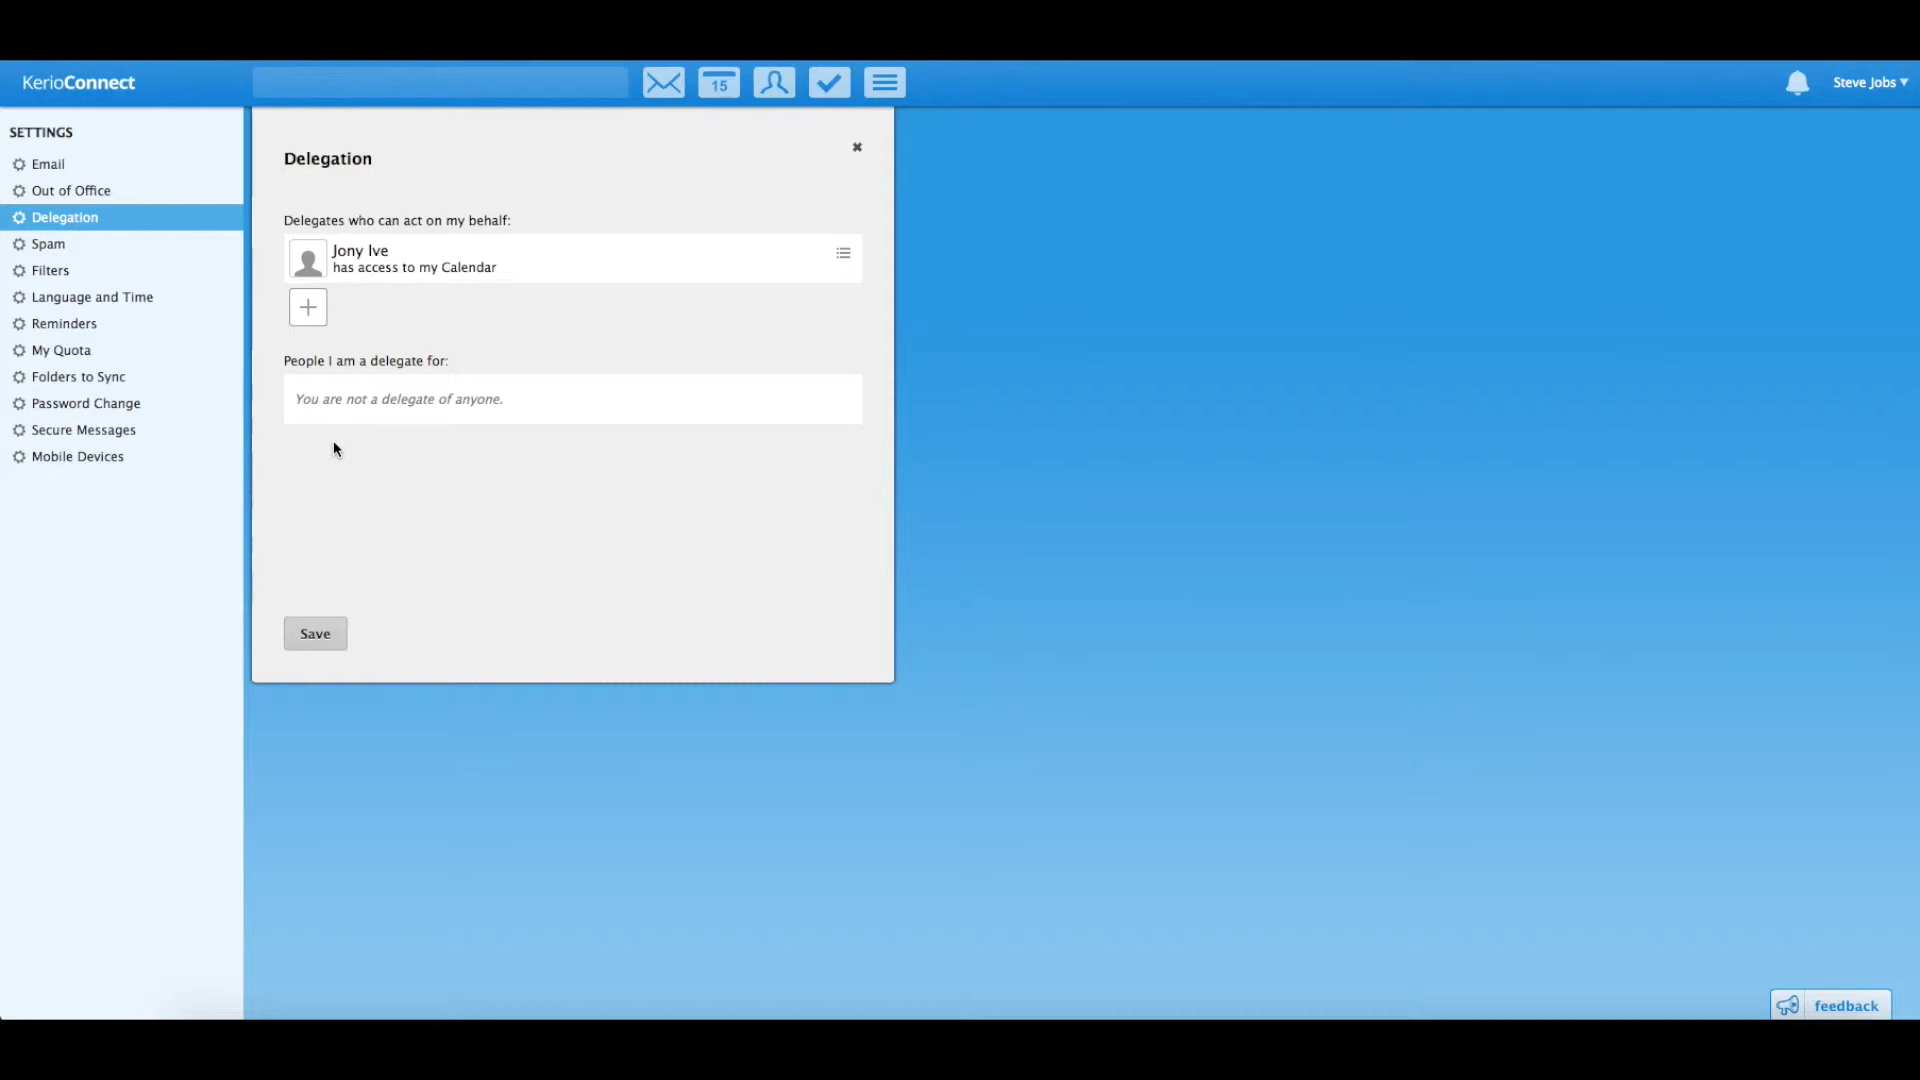 KerioConnect
15
Steve Jobs
SETTINGS
Email
Out of Office
Delegation
Spam
Filters
Language and Time
Reminders
My Quota
Folders to Sync
Password Change
Secure Messages
Mobile Devices
Delegation
Delegates who can act on my behalf:
Jony Ive
has access to my Calendar
People I am a delegate for:
You are not a delegate of anyone.
Save
feedback